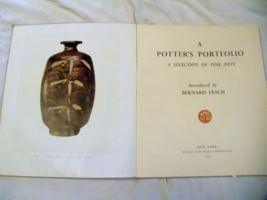 A
POTTER'S PORTFOLIO
A SELECTION OF FINE POTS
Introduced by
BERNARD LEACH
NEW YORK